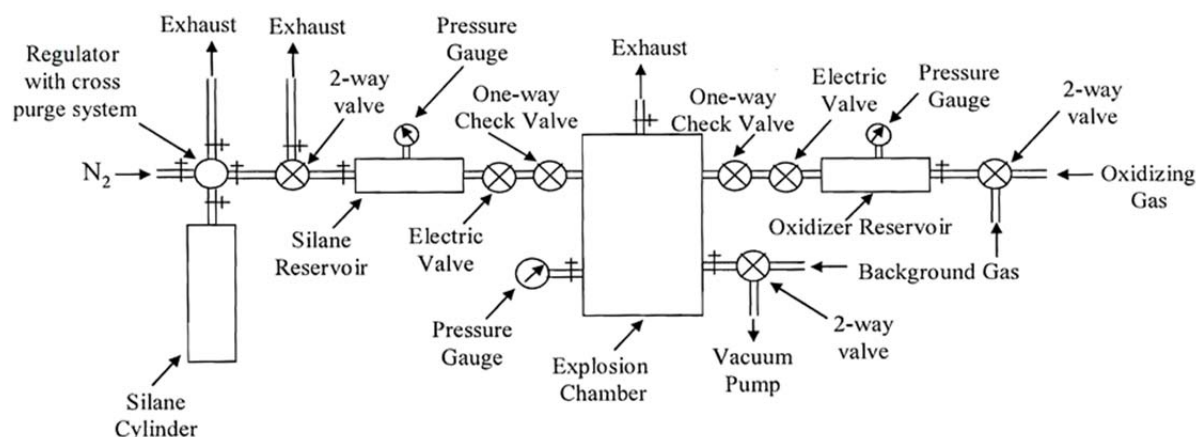 Exhaust
Exhaust
Pressure
Gauge
Regulator
with cross
purge system
2-way
valve
One-way
Check Valve
Exhaust
One-way
Check Valve
Electric
Valve
Pressure
Gauge
2-way
valve
N2
Oxidizing
Gas
Silane
Reservoir
Electric
Valve
Oxidizer Reservoir
Background Gas
Pressure
Gauge
Explosion
Chamber
Vacuum
Pump
2-way
valve
Silane
Cylinder